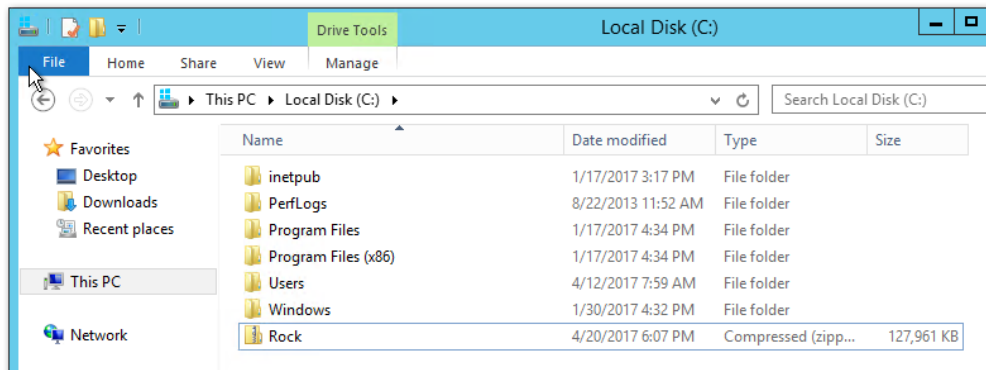 Drive Tools
Local Disk (C:)
File Home Share View Manage
This PC Local Disk (C:) Search Local Disk (C:)
Name Date modified Type Size
Favorites
Desktop
Downloads
Recent places
This PC
Network
inetpub 1/17/2017 3:17 PM File folder
PerfLogs 8/22/2013 11:52 AM File folder
Program Files 1/17/2017 4:34 PM File folder
Program Files (x86) 1/17/2017 4:34 PM File folder
Users 4/12/2017 7:59 AM File folder
Windows 1/30/2017 4:32 PM File folder
Rock 4/20/2017 6:07 PM Compressed (zipp... 127,961 KB